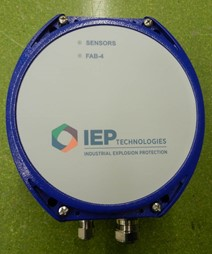 SENSORS
FAB-4
IEP TECHNOLOGIES
INDUSTRIAL EXPLOSION PROTECTION